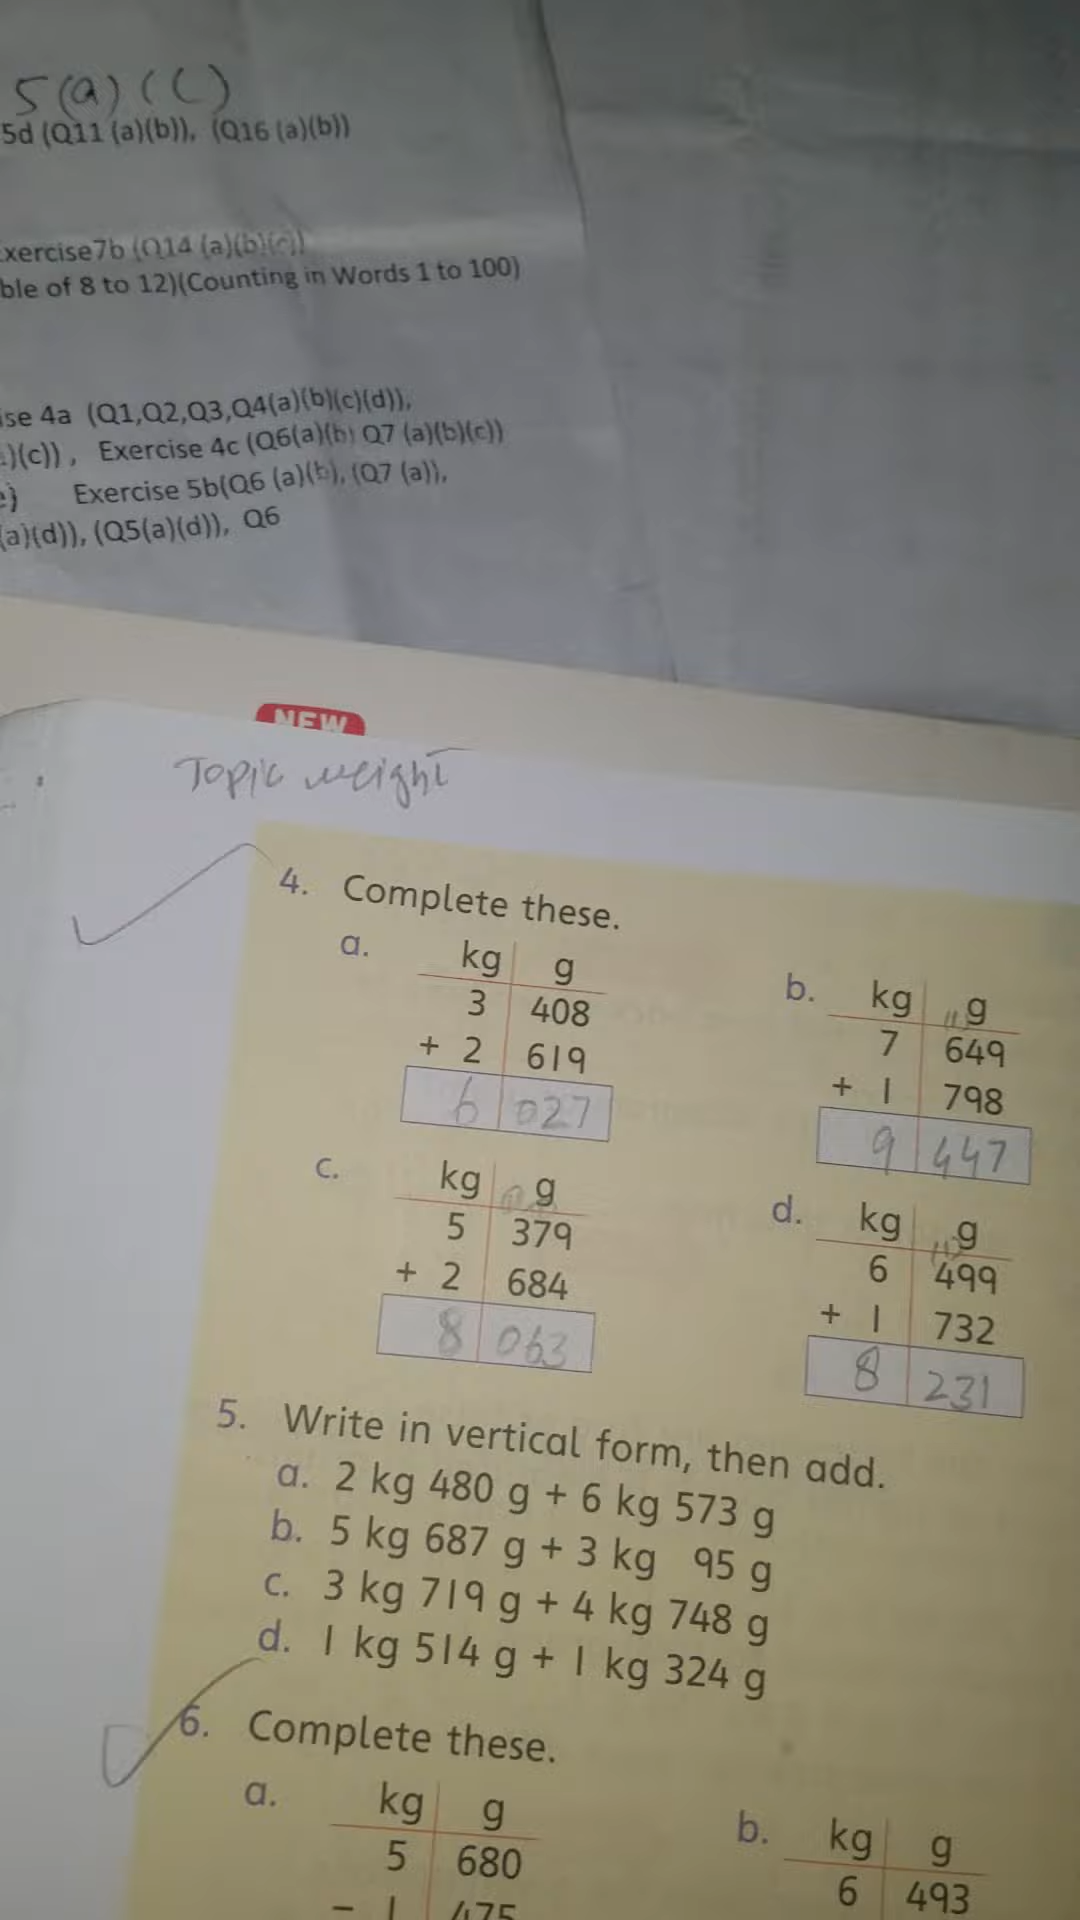 5(a)(c)
5d (Q11 (a)(b)), (Q16 (a)(b))
xercise7b (Q14 (a)(b)(c))
ble of 8 to 12)(Counting in Words 1 to 100)
ise 4a (Q1,Q2,Q3,Q4(a)(b)(c)(d)),
)(c)), Exercise 4c (Q6(a)(b) Q7 (a)(b)(c))
e) Exercise 5b(Q6 (a)(b), (Q7 (a)),
(a)(d)), (Q5(a)(d)), Q6
NEW
Topic weight
4. Complete these.
a.
kg g
3 408
+ 2 619
6 027
b.
kg g
7 649
+ 1 798
9 447
c.
kg g
5 379
+ 2 684
8 063
d.
kg g
6 499
+ 1 732
8 231
5. Write in vertical form, then add.
a. 2 kg 480 g + 6 kg 573 g
b. 5 kg 687 g + 3 kg 95 g
c. 3 kg 719 g + 4 kg 748 g
d. 1 kg 514 g + 1 kg 324 g
6. Complete these.
a.
kg g
5 680
– 1 475
b.
kg g
6 493